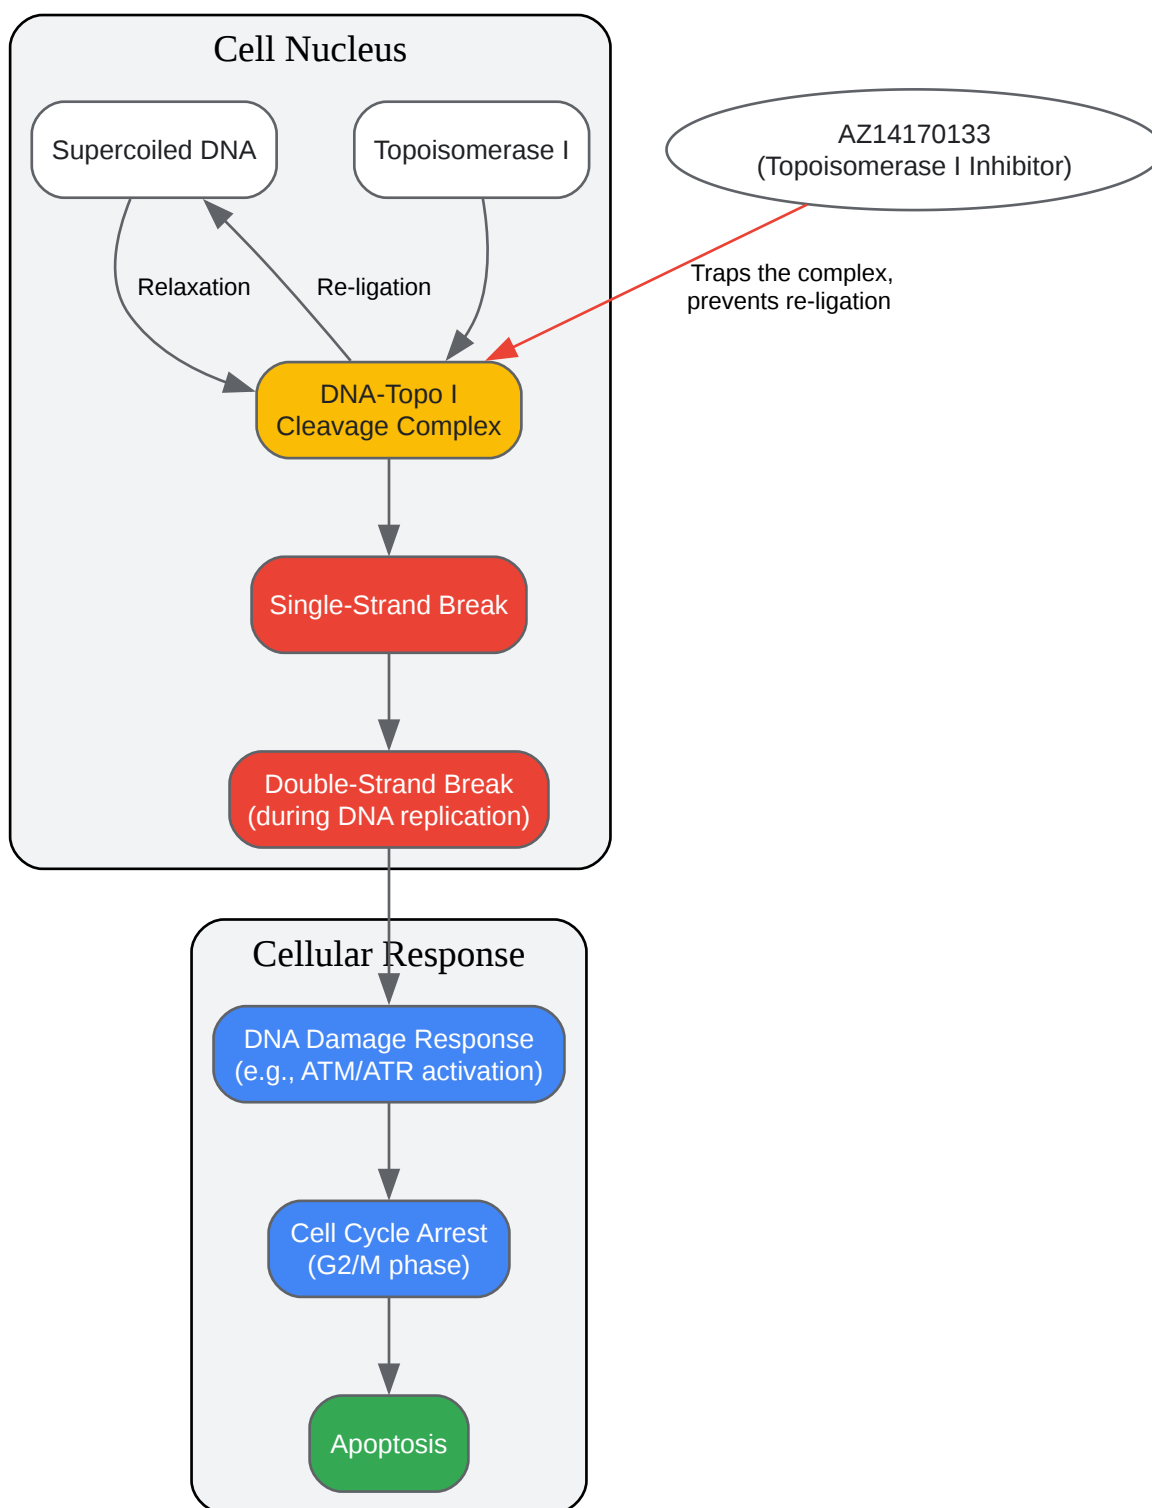 Cell Nucleus
Supercoiled DNA
Topoisomerase I
AZ14170133
(Topoisomerase I Inhibitor)
Relaxation
Re-ligation
Traps the complex,
prevents re-ligation
DNA-Topo I
Cleavage Complex
Single-Strand Break
Double-Strand Break
(during DNA replication)
Cellular Response
DNA Damage Response
(e.g., ATM/ATR activation)
Cell Cycle Arrest
(G2/M phase)
Apoptosis